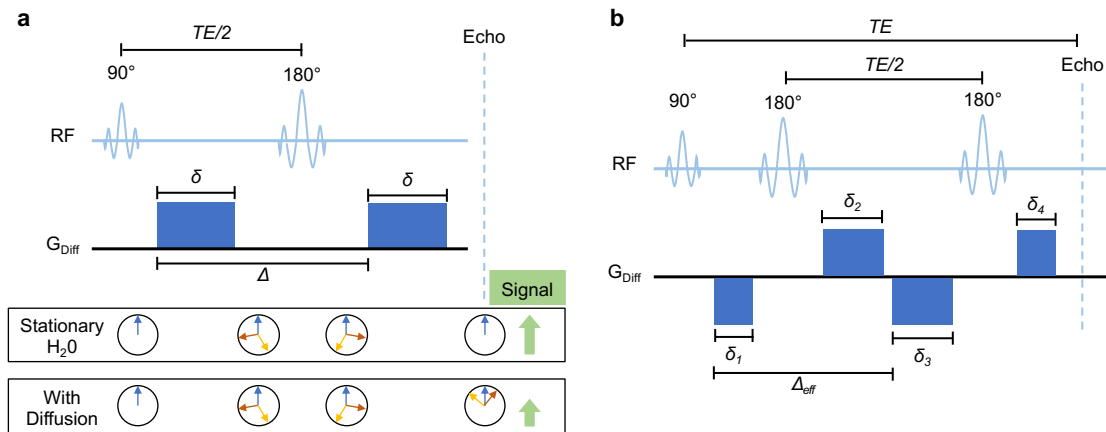 a
TE/2
Echo
90°
180°
RF
δ
δ
G_Diff
Δ
Signal
Stationary
H₂0
With
Diffusion
b
TE
TE/2
Echo
90°
180°
180°
RF
δ₂
δ₄
G_Diff
δ₁
δ₃
Δ_eff